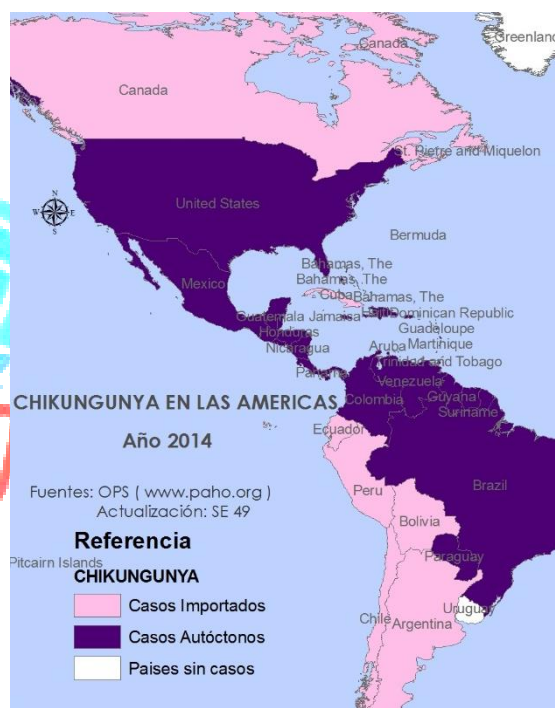 Greenland
Canada
Canada
St. Pierre and Miquelon
United States
N
W E
S
Bermuda
Bahamas, The
Mexico
Bahamas, The
Cuba
Bahamas, The
Guatemala Jamaica Haiti Dominican Republic
Honduras
Guadeloupe
Nicaragua
Aruba Martinique
Panama
Trinidad and Tobago
Venezuela
CHIKUNGUNYA EN LAS AMERICAS
Colombia
Guyana
Suriname
Año 2014
Ecuador
Peru
Brazil
Fuentes: OPS ( www.paho.org )
Actualización: SE 49
Bolivia
Referencia
Pitcairn Islands
Paraguay
CHIKUNGUNYA
Casos Importados
Uruguay
Chile
Argentina
Casos Autóctonos
Paises sin casos